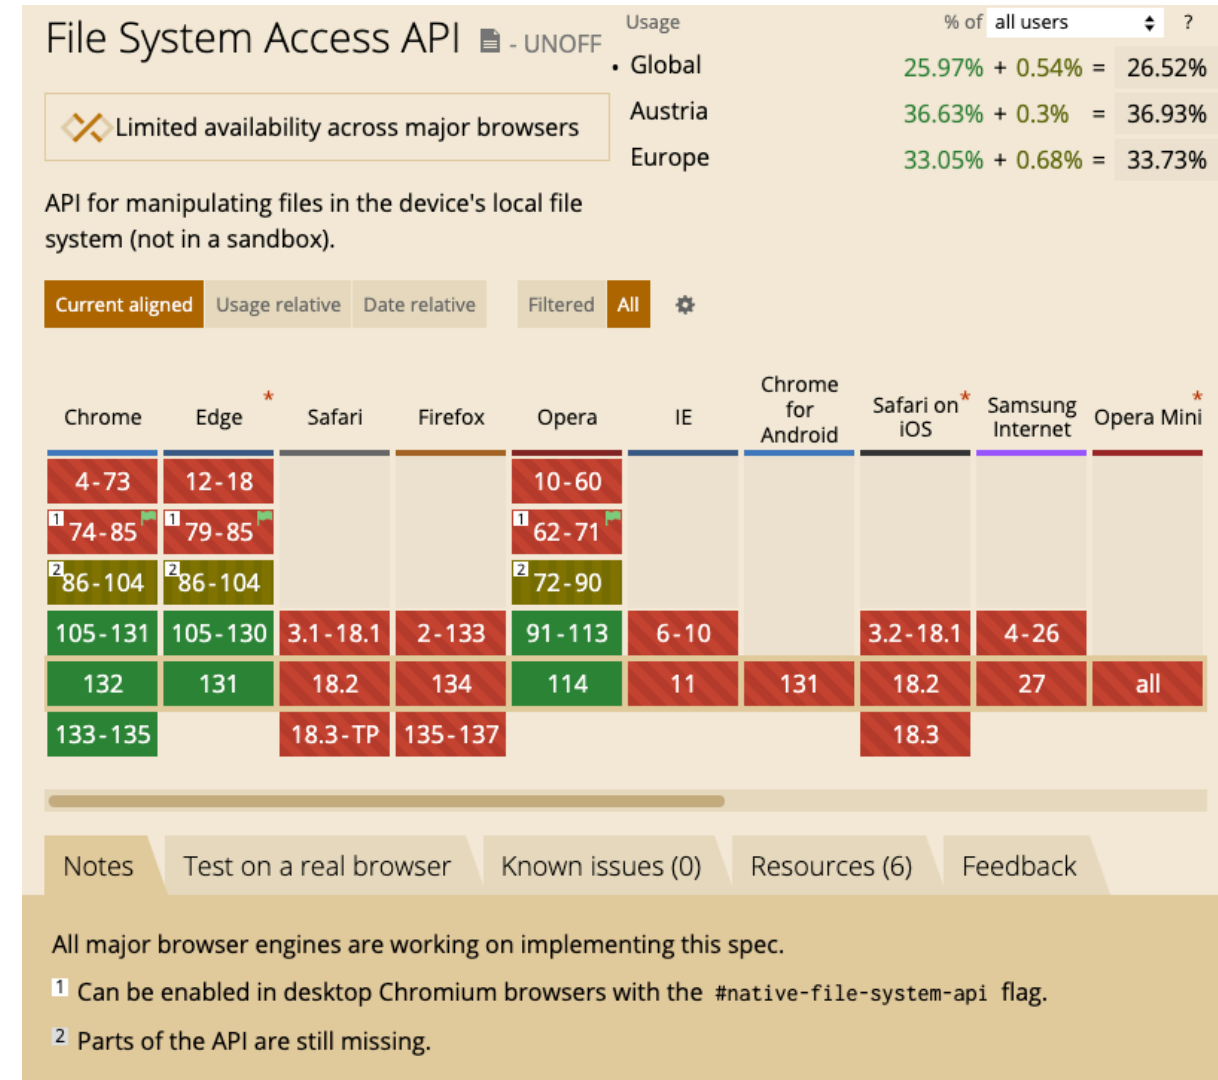 File System Access API - UNOFF
Limited availability across major browsers
API for manipulating files in the device's local file
system (not in a sandbox).
Usage % of all users ?
Global 25.97% + 0.54% = 26.52%
Austria 36.63% + 0.3% = 36.93%
Europe 33.05% + 0.68% = 33.73%
Current aligned Usage relative Date relative Filtered All
Chrome Edge * Safari Firefox Opera IE Chrome for Android Safari on iOS * Samsung Internet Opera Mini *
4-73 12-18 10-60
1 74-85 1 79-85 1 62-71
2 86-104 2 86-104 2 72-90
105-131 105-130 3.1-18.1 2-133 91-113 6-10 3.2-18.1 4-26
132 131 18.2 134 114 11 131 18.2 27 all
133-135 18.3-TP 135-137 18.3
Notes Test on a real browser Known issues (0) Resources (6) Feedback
All major browser engines are working on implementing this spec.
1 Can be enabled in desktop Chromium browsers with the #native-file-system-api flag.
2 Parts of the API are still missing.